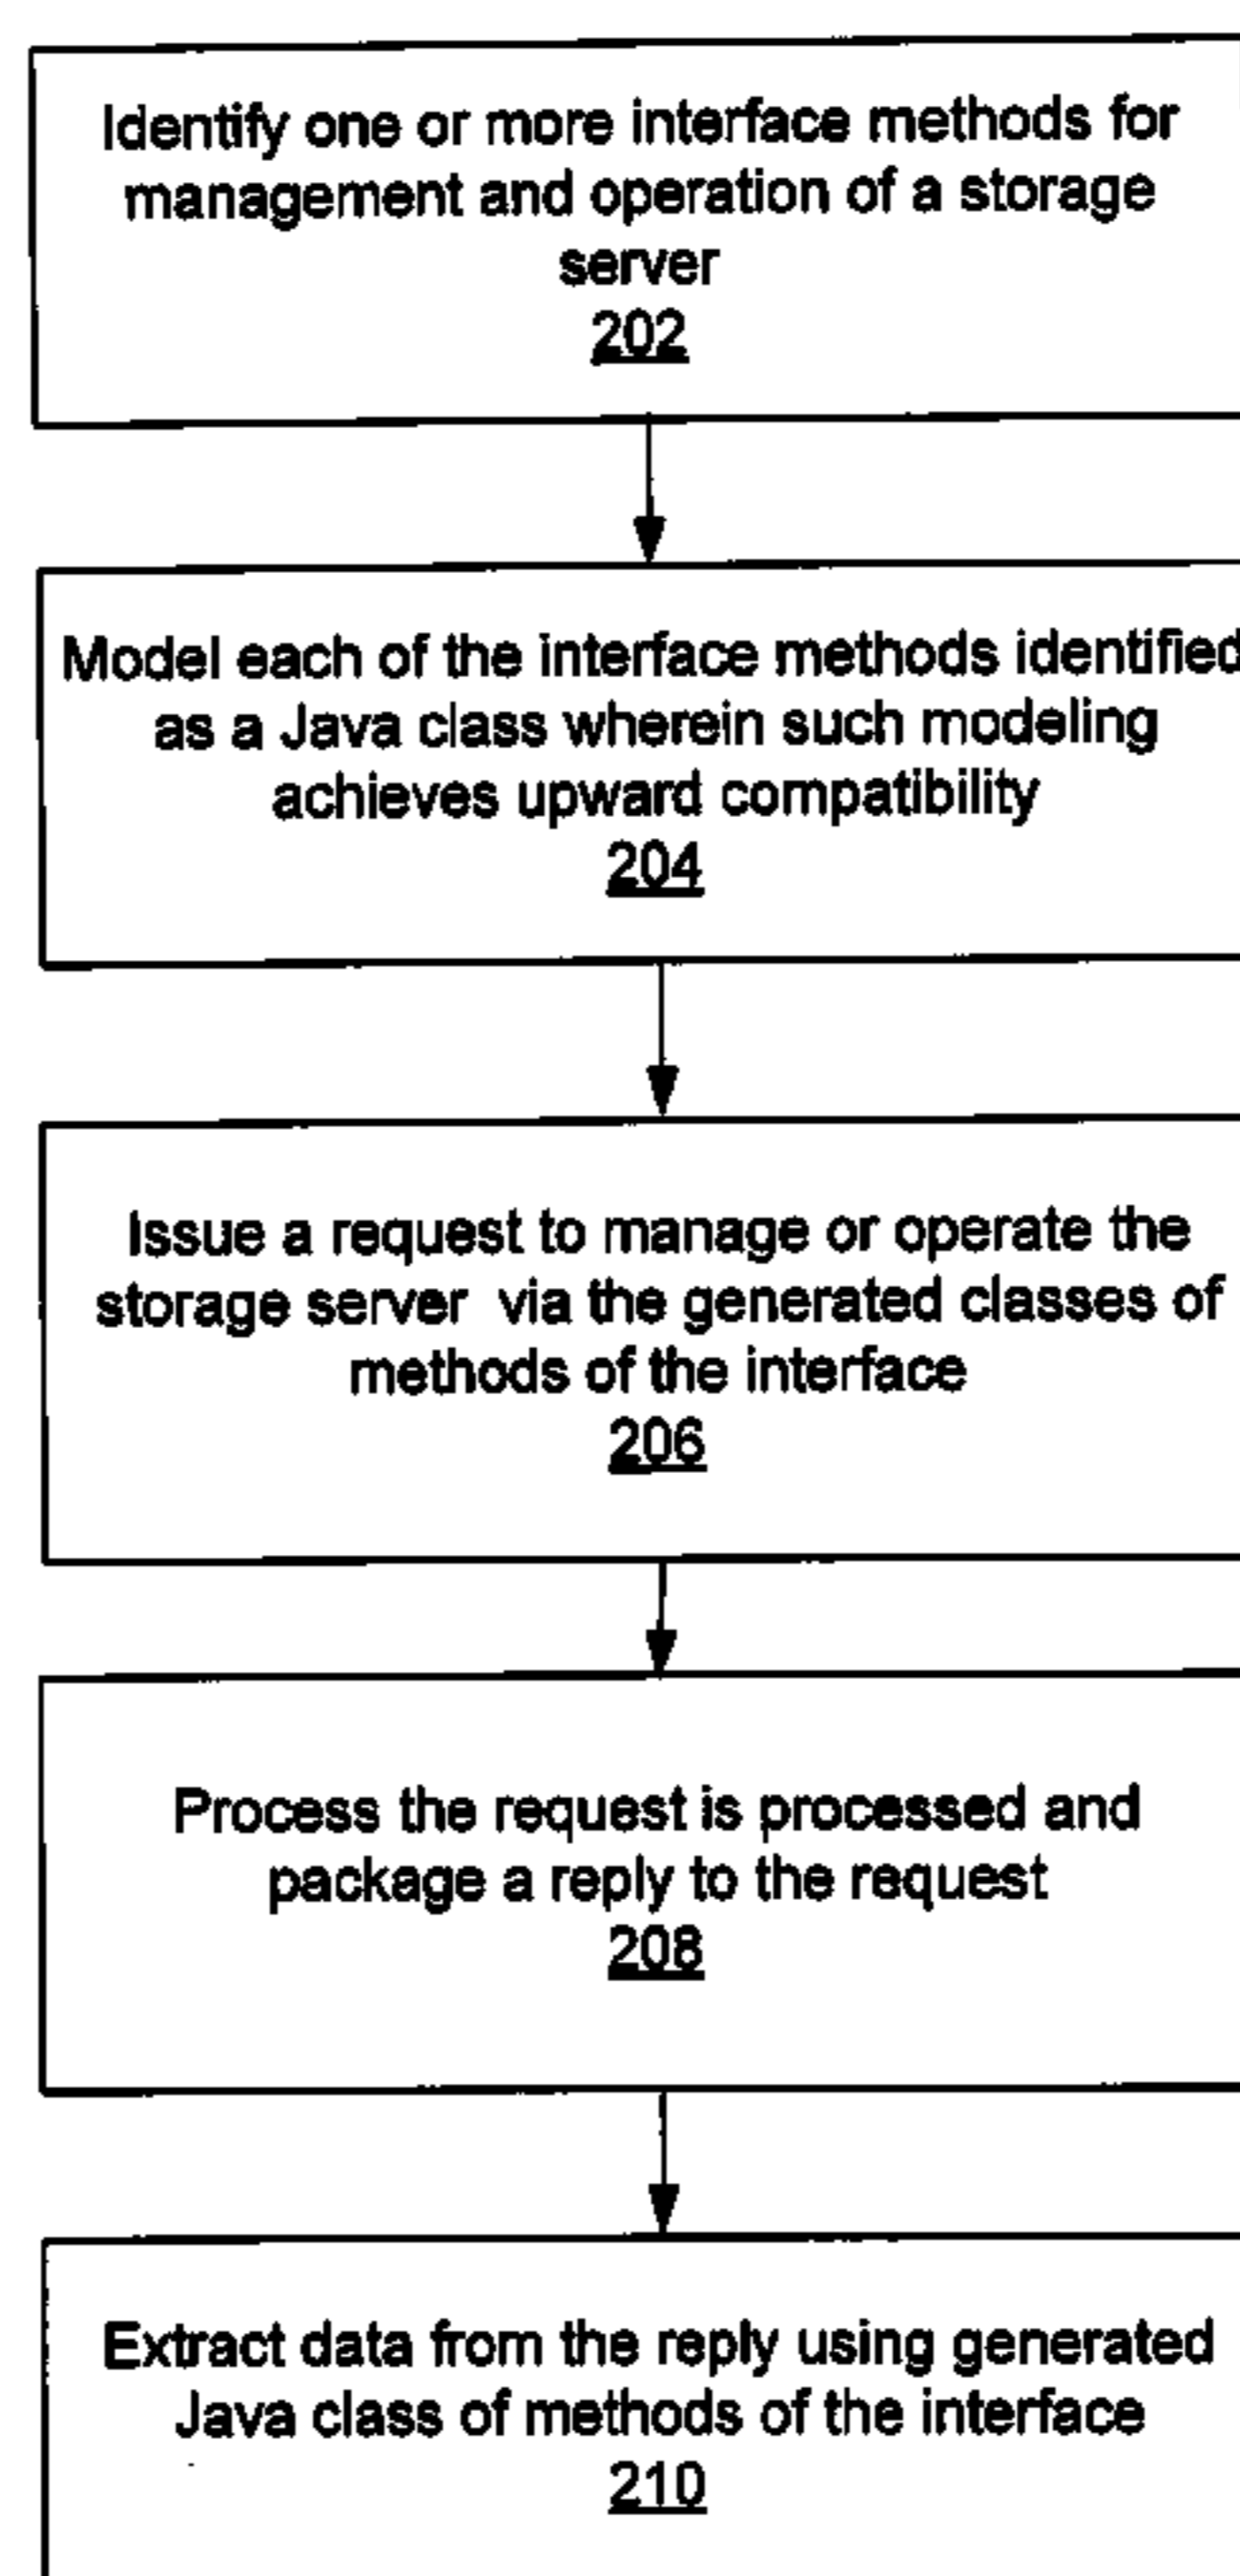 Identify one or more interface methods for
management and operation of a storage
server
202
Model each of the interface methods identified
as a Java class wherein such modeling
achieves upward compatibility
204
Issue a request to manage or operate the
storage server via the generated classes of
methods of the interface
206
Process the request is processed and
package a reply to the request
208
Extract data from the reply using generated
Java class of methods of the interface
210